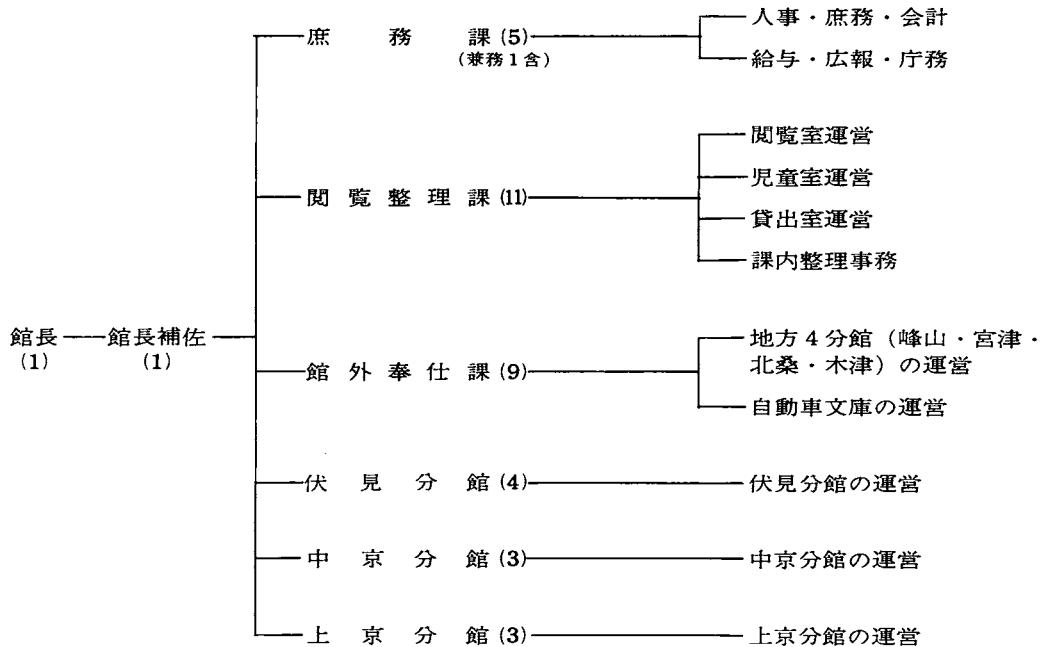 庶務課(5)
(兼務1含)
人事・庶務・会計
給与・広報・庁務
閲覧整理課(11)
閲覧室運営
児童室運営
貸出室運営
課内整理事務
館長
(1)
館長補佐
(1)
館外奉仕課(9)
地方4分館(峰山・宮津・
北桑・木津)の運営
自動車文庫の運営
伏見分館(4)
伏見分館の運営
中京分館(3)
中京分館の運営
上京分館(3)
上京分館の運営